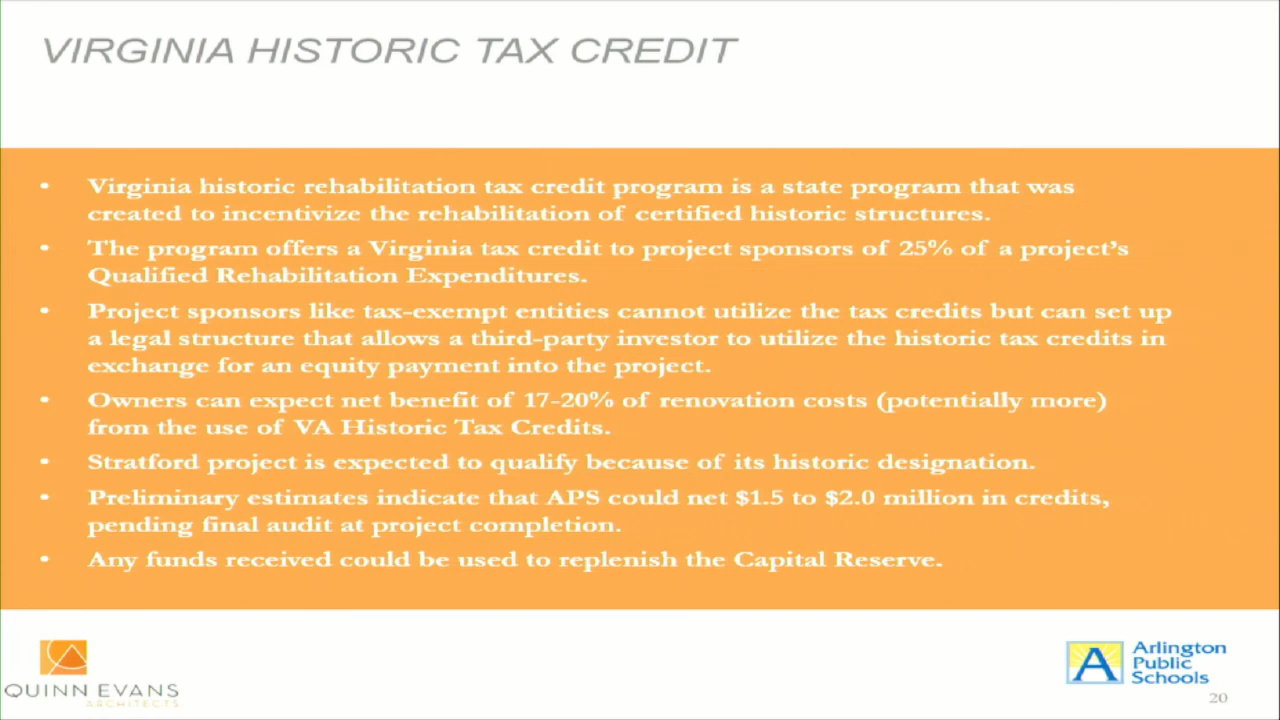 VIRGINIA HISTORIC TAX CREDIT
• Virginia historic rehabilitation tax credit program is a state program that was
created to incentivize the rehabilitation of certified historic structures.
• The program offers a Virginia tax credit to project sponsors of 25% of a project's
Qualified Rehabilitation Expenditures.
• Project sponsors like tax-exempt entities cannot utilize the tax credits but can set up
a legal structure that allows a third-party investor to utilize the historic tax credits in
exchange for an equity payment into the project.
• Owners can expect net benefit of 17-20% of renovation costs (potentially more)
from the use of VA Historic Tax Credits.
• Stratford project is expected to qualify because of its historic designation.
• Preliminary estimates indicate that APS could net $1.5 to $2.0 million in credits,
pending final audit at project completion.
• Any funds received could be used to replenish the Capital Reserve.
QUINN EVANS
ARCHITECTS
A
Arlington
Public
Schools
20